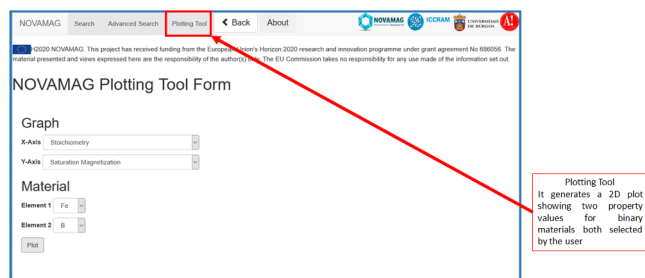 NOVAMAG Search Advanced Search Plotting Tool Back About NOVAMAG ICCRAM UNIVERSIDAD DE BURGOS A!
©2020 NOVAMAG. This project has received funding from the European Union's Horizon 2020 research and innovation programme under grant agreement No 686056. The
material presented and views expressed here are the responsibility of the author(s) only. The EU Commission takes no responsibility for any use made of the information set out.
NOVAMAG Plotting Tool Form
Graph
X-Axis Stoichiometry
Y-Axis Saturation Magnetization
Material
Element 1 Fe
Element 2 B
Plot
Plotting Tool
It generates a 2D plot
showing two property
values for binary
materials both selected
by the user